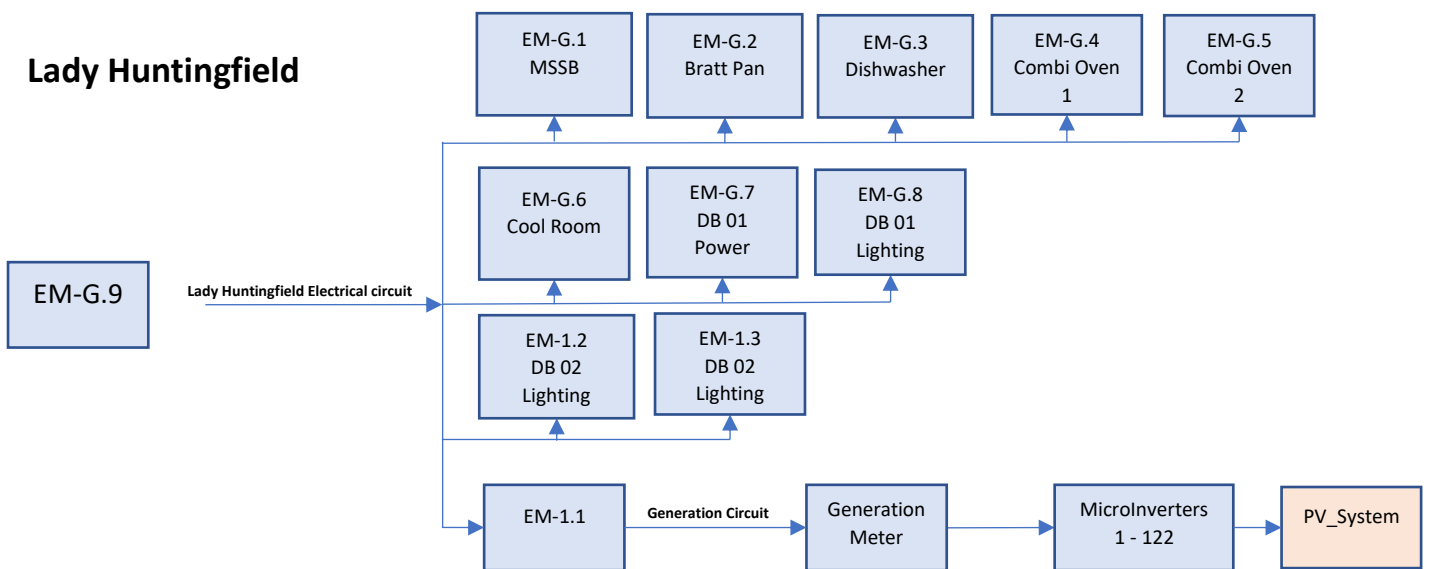 Lady Huntingfield
EM-G.1
MSSB
EM-G.2
Bratt Pan
EM-G.3
Dishwasher
EM-G.4
Combi Oven
1
EM-G.5
Combi Oven
2
EM-G.6
Cool Room
EM-G.7
DB 01
Power
EM-G.8
DB 01
Lighting
EM-G.9
Lady Huntingfield Electrical circuit
EM-1.2
DB 02
Lighting
EM-1.3
DB 02
Lighting
EM-1.1
Generation Circuit
Generation
Meter
MicroInverters
1 - 122
PV_System